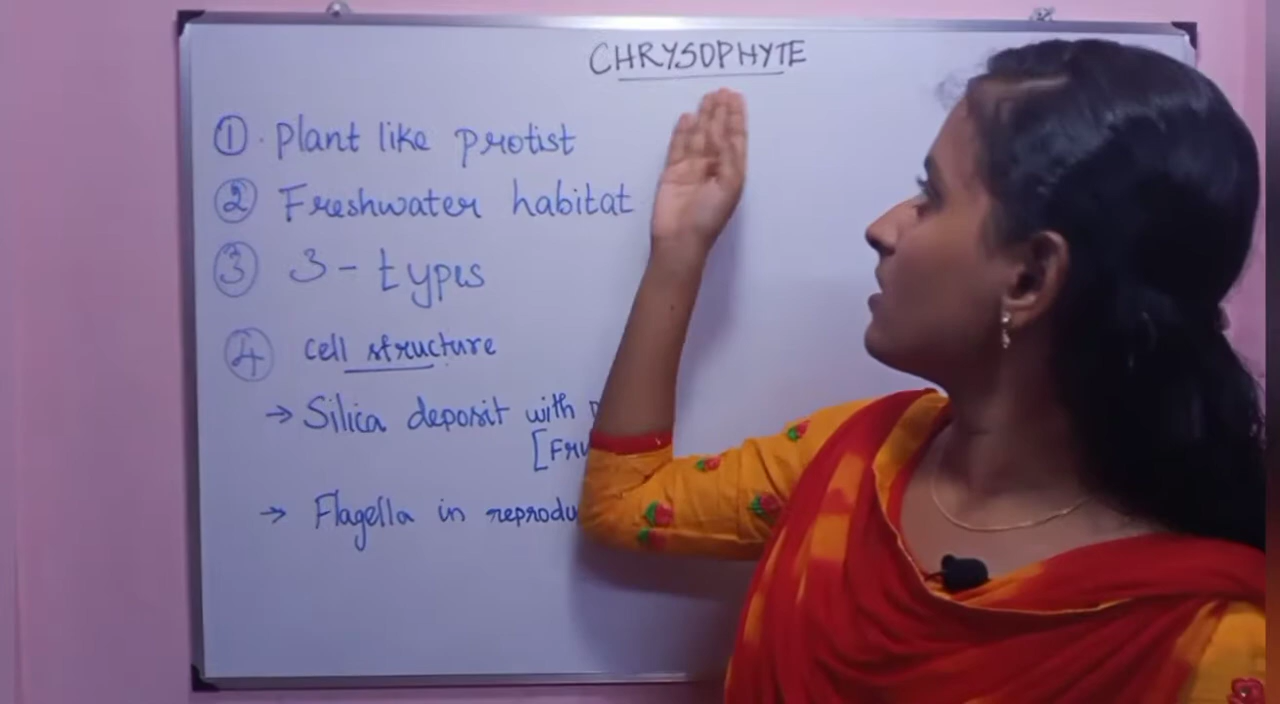 CHRYSOPHYTE
① Plant like protist
② Freshwater habitat
③ 3- types
④ cell structure
→ Silica deposit with
→ Flagella in